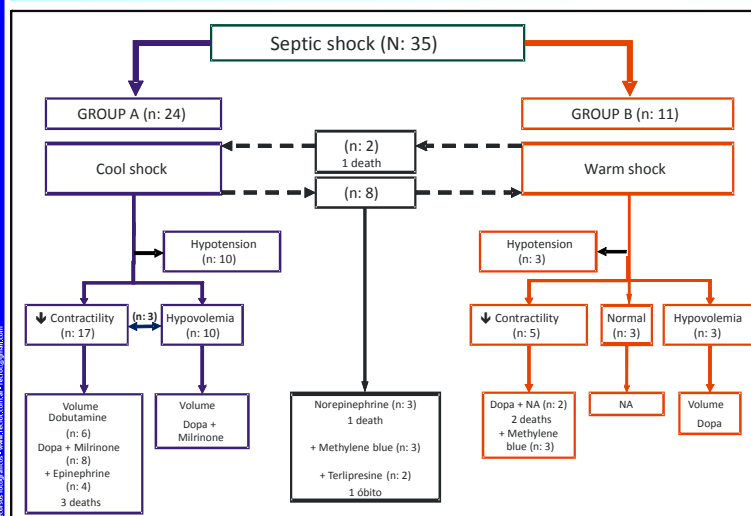 Septic shock (N: 35)
GROUP A (n: 24)
GROUP B (n: 11)
(n: 2)
1 death
Cool shock
Warm shock
(n: 8)
Hypotension
(n: 10)
Hypotension
(n: 3)
↓ Contractility
(n: 17)
(n: 3)
Hypovolemia
(n: 10)
↓ Contractility
(n: 5)
Normal
(n: 3)
Hypovolemia
(n: 3)
Volume
Dobutamine
(n: 6)
Dopa + Milrinone
(n: 8)
+ Epinephrine
(n: 4)
3 deaths
Volume
Dopa +
Milrinone
Norepinephrine (n: 3)
1 death
+ Methylene blue (n: 3)
+ Terlipresine (n: 2)
1 óbito
Dopa + NA (n: 2)
2 deaths
+ Methylene
blue (n: 3)
NA
Volume
Dopa